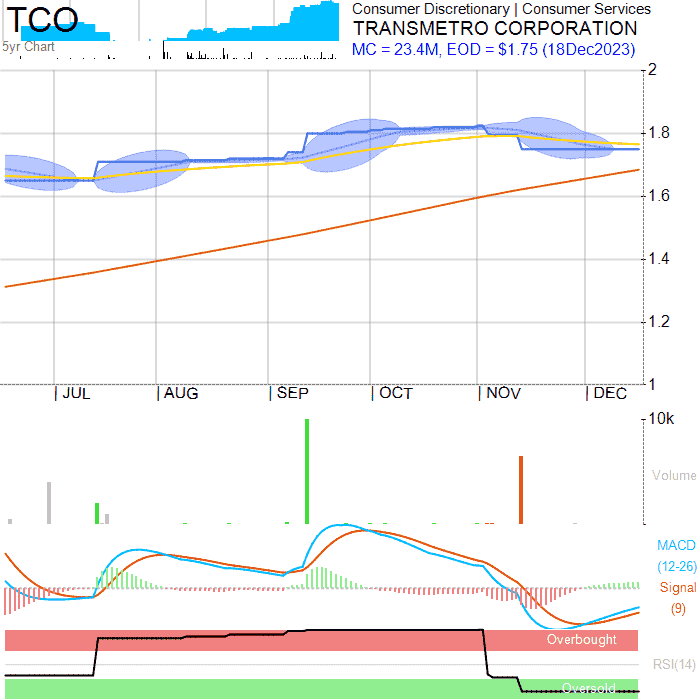 TCO
Consumer Discretionary | Consumer Services
TRANSMETRO CORPORATION
5yr Chart
MC = 23.4M, EOD = $1.75 (18Dec2023)
2
1.8
1.6
1.4
1.2
1
| JUL | AUG | SEP | OCT | NOV | DEC
10k
Volume
MACD
(12-26)
Signal
(9)
Overbought
RSI(14)
Oversold